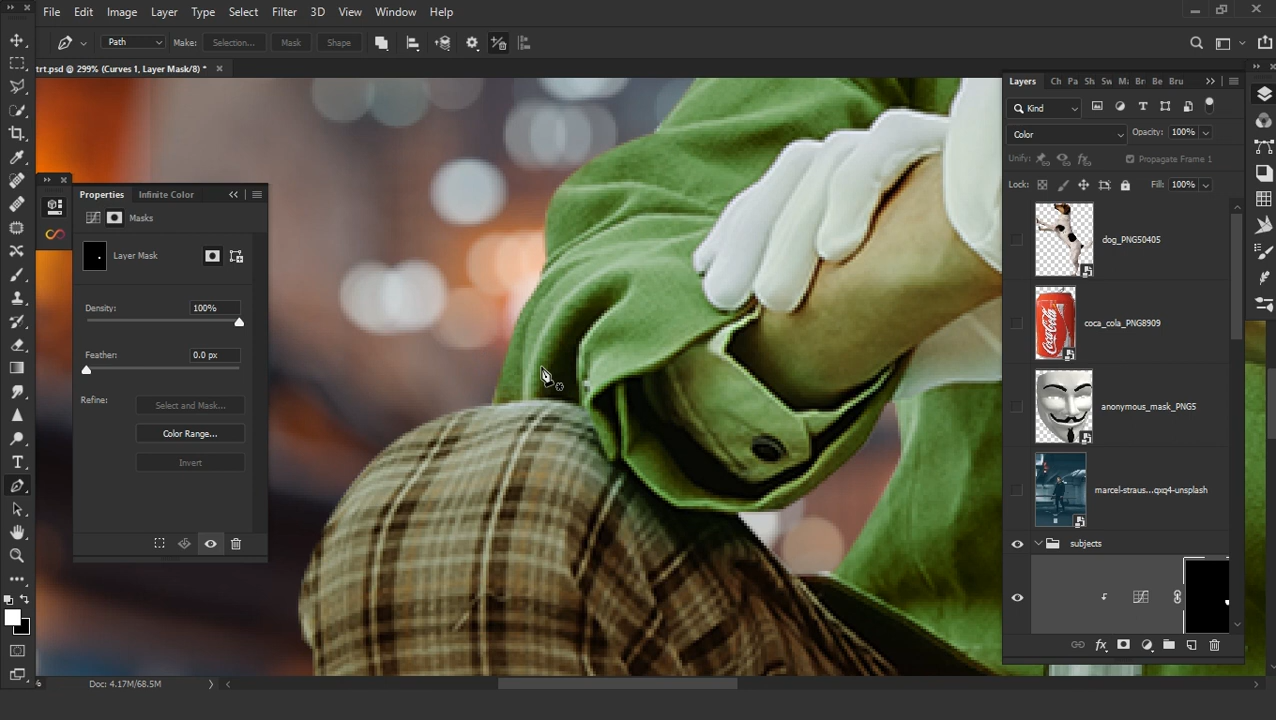 File Edit Image Layer Type Select Filter 3D View Window Help
Path Make: Selection... Mask Shape
trt.psd @ 299% (Curves 1, Layer Mask/8) *
Layers Ch Pa Sh Sw Br Be Bru
Kind
Color Opacity: 100%
Unify: Propagate Frame 1
Lock: Fill: 100%
Properties Infinite Color
Masks
Layer Mask
Density: 100%
Feather: 0.0 px
Refine: Select and Mask...
Color Range...
Invert
dog_PNG50405
Coca-Cola
coca_cola_PNG8909
anonymous_mask_PNG5
marcel-straus...qxq4-unsplash
subjects
% Doc: 4.17M/68.5M